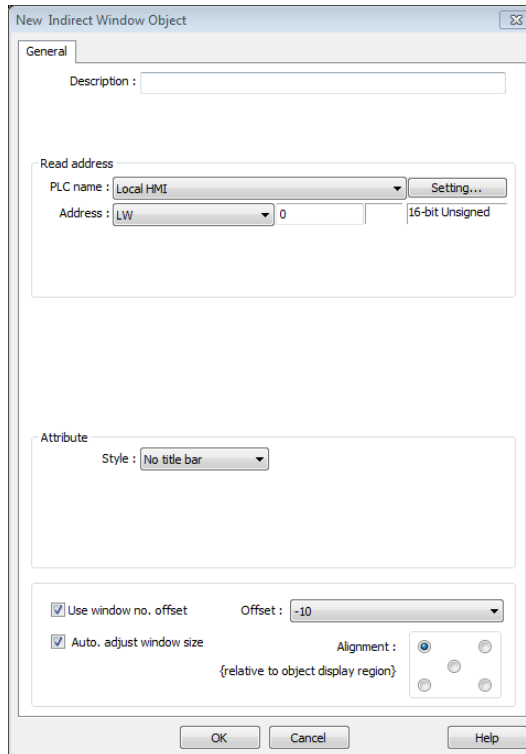 New Indirect Window Object
General
Description :
Read address
PLC name : Local HMI Setting...
Address : LW 0 16-bit Unsigned
Attribute
Style : No title bar
Use window no. offset Offset : -10
Auto. adjust window size Alignment :
{relative to object display region}
OK Cancel Help